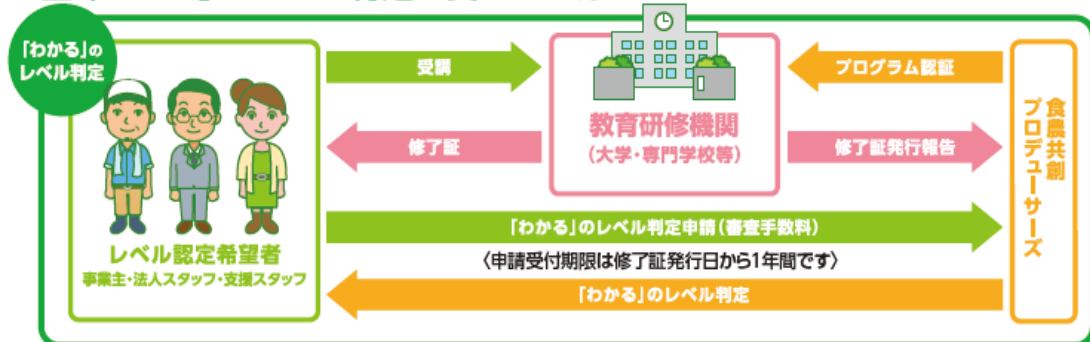 「わかる」の
レベル判定
レベル認定希望者
事業主・法人スタッフ・支援スタッフ
受講
修了証
教育研修機関
(大学・専門学校等)
プログラム認証
修了証発行報告
「わかる」のレベル判定申請(審査手数料)
〈申請受付期限は修了証発行日から1年間です〉
「わかる」のレベル判定
食農共創
プロデューサーズ